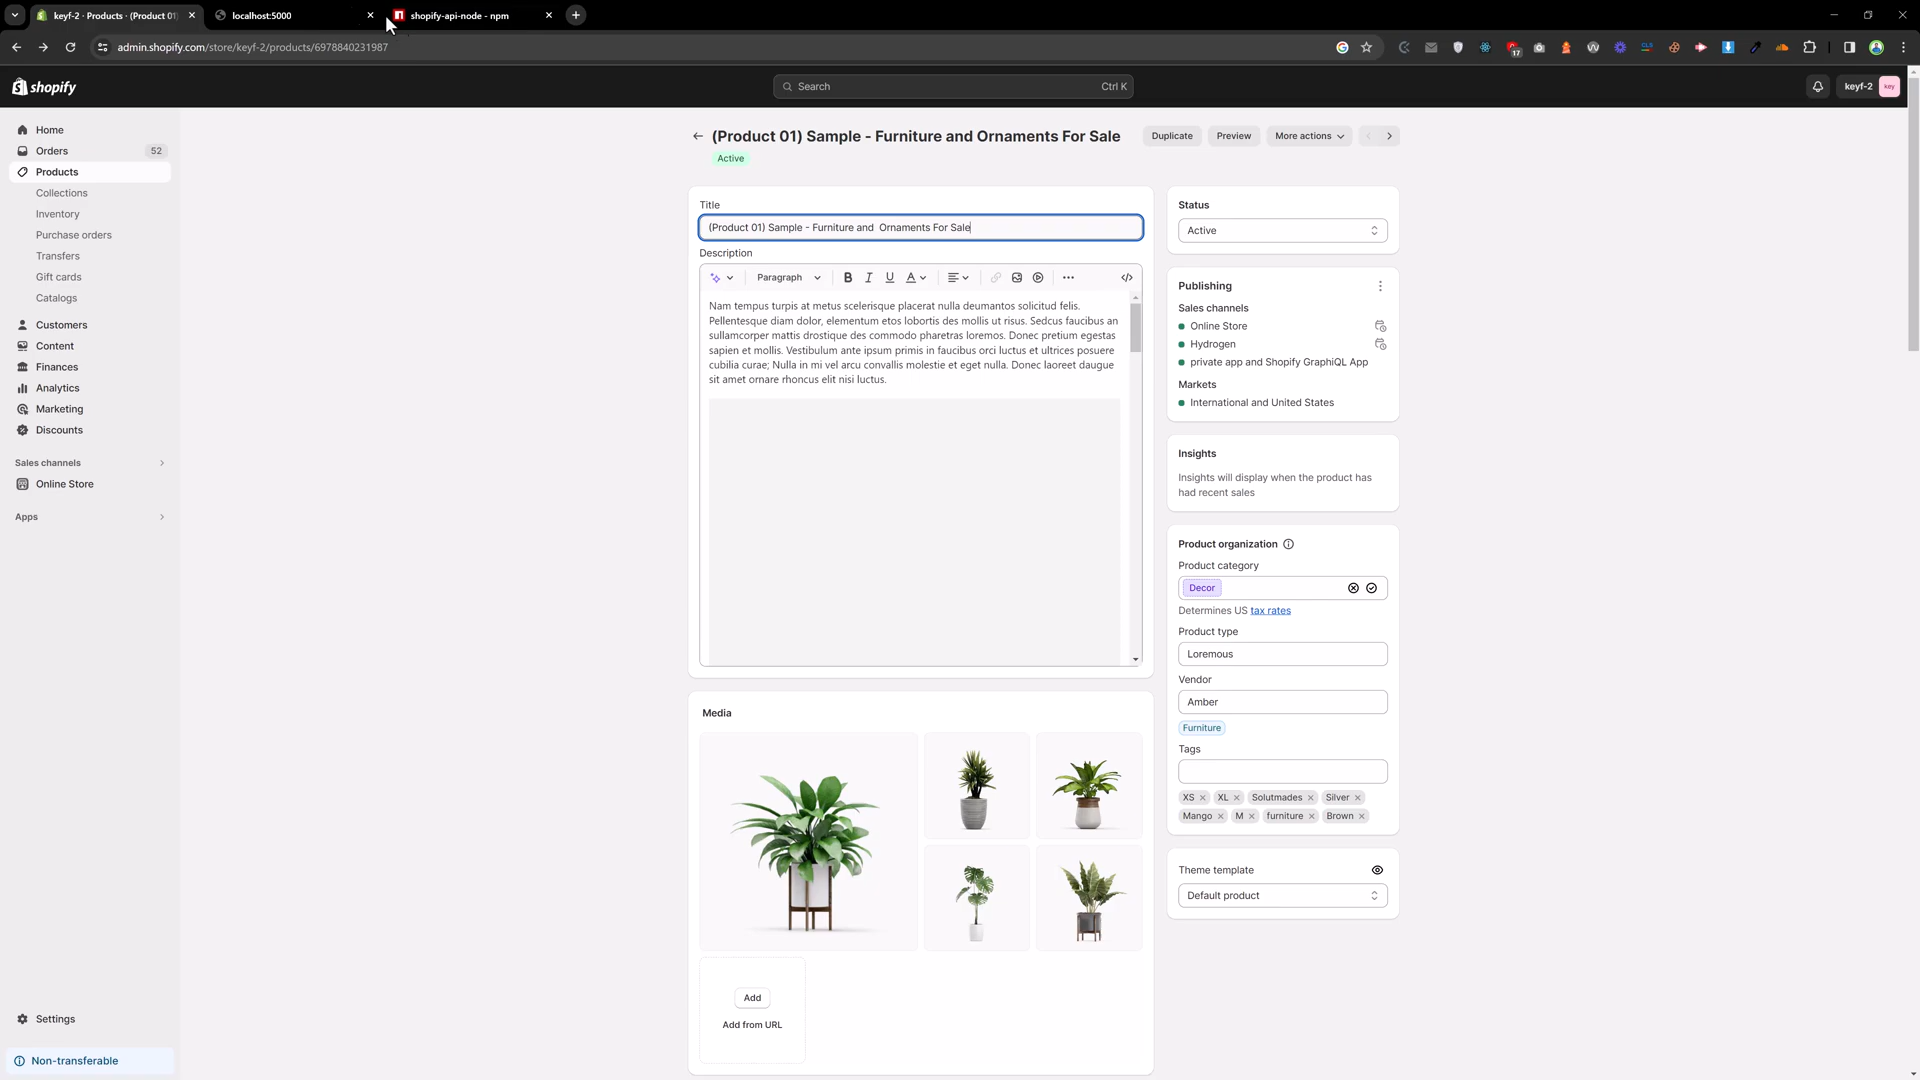 keyf-2 · Products · (Product 01)
localhost:5000
shopify-api-node - npm
admin.shopify.com/store/keyf-2/products/6978840231987
17
CLS
shopify
Search
Ctrl K
keyf-2
key
Home
Orders 52
Products
Collections
Inventory
Purchase orders
Transfers
Gift cards
Catalogs
Customers
Content
Finances
Analytics
Marketing
Discounts
Sales channels
Online Store
Apps
Settings
Non-transferable
(Product 01) Sample - Furniture and Ornaments For Sale
Duplicate
Preview
More actions
Active
Title
(Product 01) Sample - Furniture and  Ornaments For Sale
Description
Paragraph
B I U A
Nam tempus turpis at metus scelerisque placerat nulla deumantos solicitud felis.
Pellentesque diam dolor, elementum etos lobortis des mollis ut risus. Sedcus faucibus an
sullamcorper mattis drostique des commodo pharetras loremos. Donec pretium egestas
sapien et mollis. Vestibulum ante ipsum primis in faucibus orci luctus et ultrices posuere
cubilia curae; Nulla in mi vel arcu convallis molestie et eget nulla. Donec laoreet daugue
sit amet ornare rhoncus elit nisi luctus.
Media
Add
Add from URL
Status
Active
Publishing
Sales channels
Online Store
Hydrogen
private app and Shopify GraphiQL App
Markets
International and United States
Insights
Insights will display when the product has
had recent sales
Product organization
Product category
Decor
Determines US tax rates
Product type
Loremous
Vendor
Amber
Furniture
Tags
XS XL Solutmades Silver
Mango M furniture Brown
Theme template
Default product